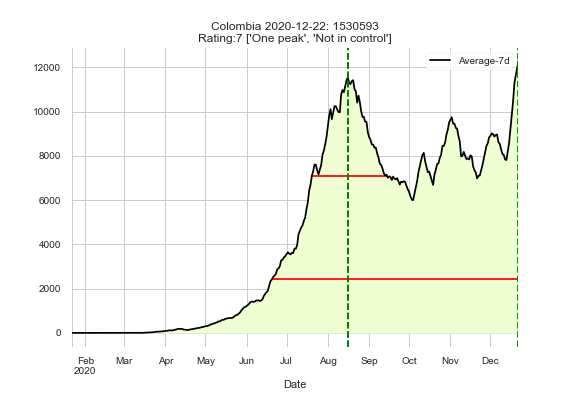 Colombia 2020-12-22: 1530593
Rating:7 ['One peak', 'Not in control']
Average-7d
12000
10000
8000
6000
4000
2000
0
Feb Mar Apr May Jun Jul Aug Sep Oct Nov Dec
2020
Date